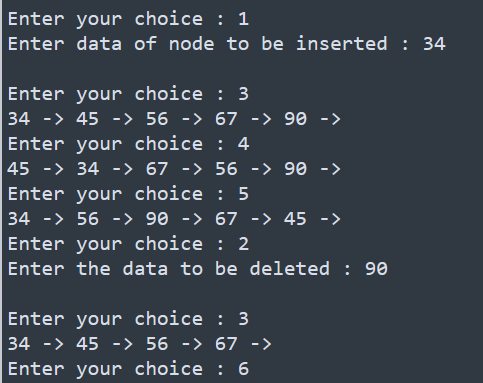 Enter your choice : 1
Enter data of node to be inserted : 34
Enter your choice : 3
34 -> 45 -> 56 -> 67 -> 90 ->
Enter your choice : 4
45 -> 34 -> 67 -> 56 -> 90 ->
Enter your choice : 5
34 -> 56 -> 90 -> 67 -> 45 ->
Enter your choice : 2
Enter the data to be deleted : 90
Enter your choice : 3
34 -> 45 -> 56 -> 67 ->
Enter your choice : 6